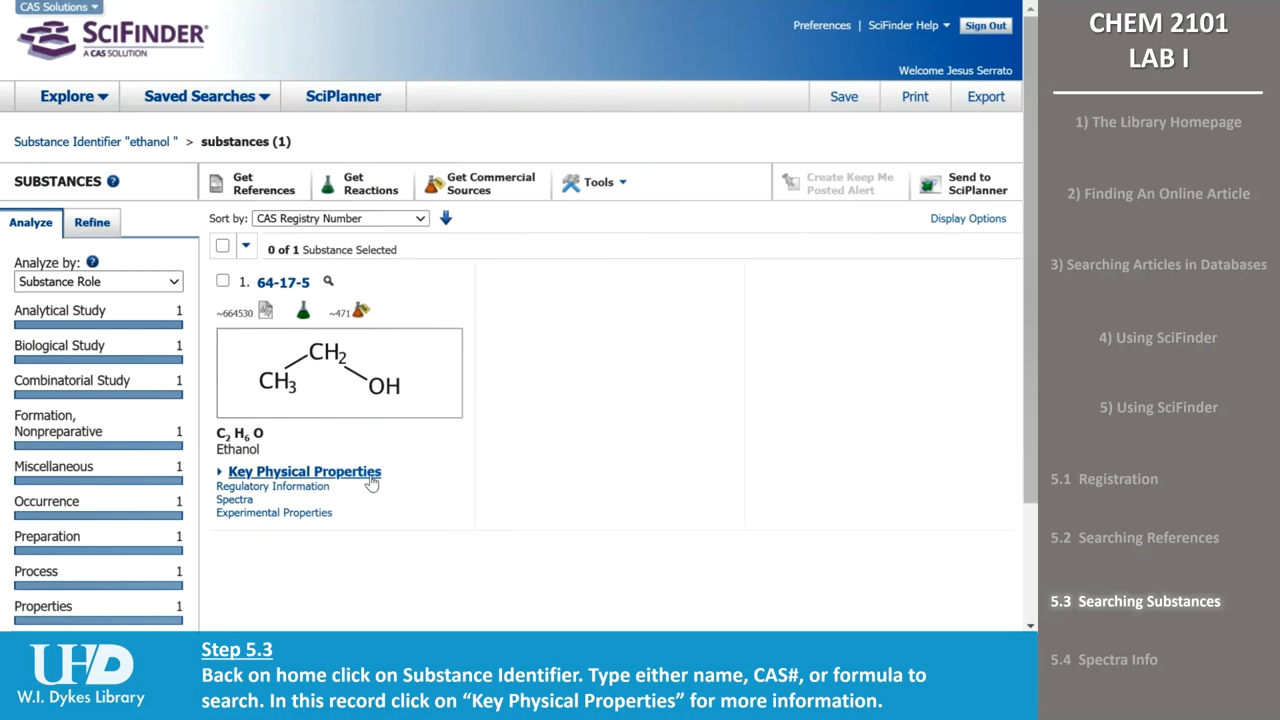 CAS Solutions
SCIFINDER®
A CAS SOLUTION
Preferences | SciFinder Help
Sign Out
Welcome Jesus Serrato
Explore
Saved Searches
SciPlanner
Save
Print
Export
Substance Identifier "ethanol " > substances (1)
SUBSTANCES ?
Get
References
Get
Reactions
Get Commercial
Sources
Tools
Create Keep Me
Posted Alert
Send to
SciPlanner
Analyze
Refine
Sort by: CAS Registry Number
Display Options
0 of 1 Substance Selected
Analyze by: ?
Substance Role
Analytical Study 1
Biological Study 1
Combinatorial Study 1
Formation,
Nonpreparative 1
Miscellaneous 1
Occurrence 1
Preparation 1
Process 1
Properties 1
1. 64-17-5
~664530
~471
CH2
CH3
OH
C2 H6 O
Ethanol
Key Physical Properties
Regulatory Information
Spectra
Experimental Properties
CHEM 2101
LAB I
1) The Library Homepage
2) Finding An Online Article
3) Searching Articles in Databases
4) Using SciFinder
5) Using SciFinder
5.1 Registration
5.2 Searching References
5.3 Searching Substances
5.4 Spectra Info
UHD
W.I. Dykes Library
Step 5.3
Back on home click on Substance Identifier. Type either name, CAS#, or formula to
search. In this record click on “Key Physical Properties” for more information.